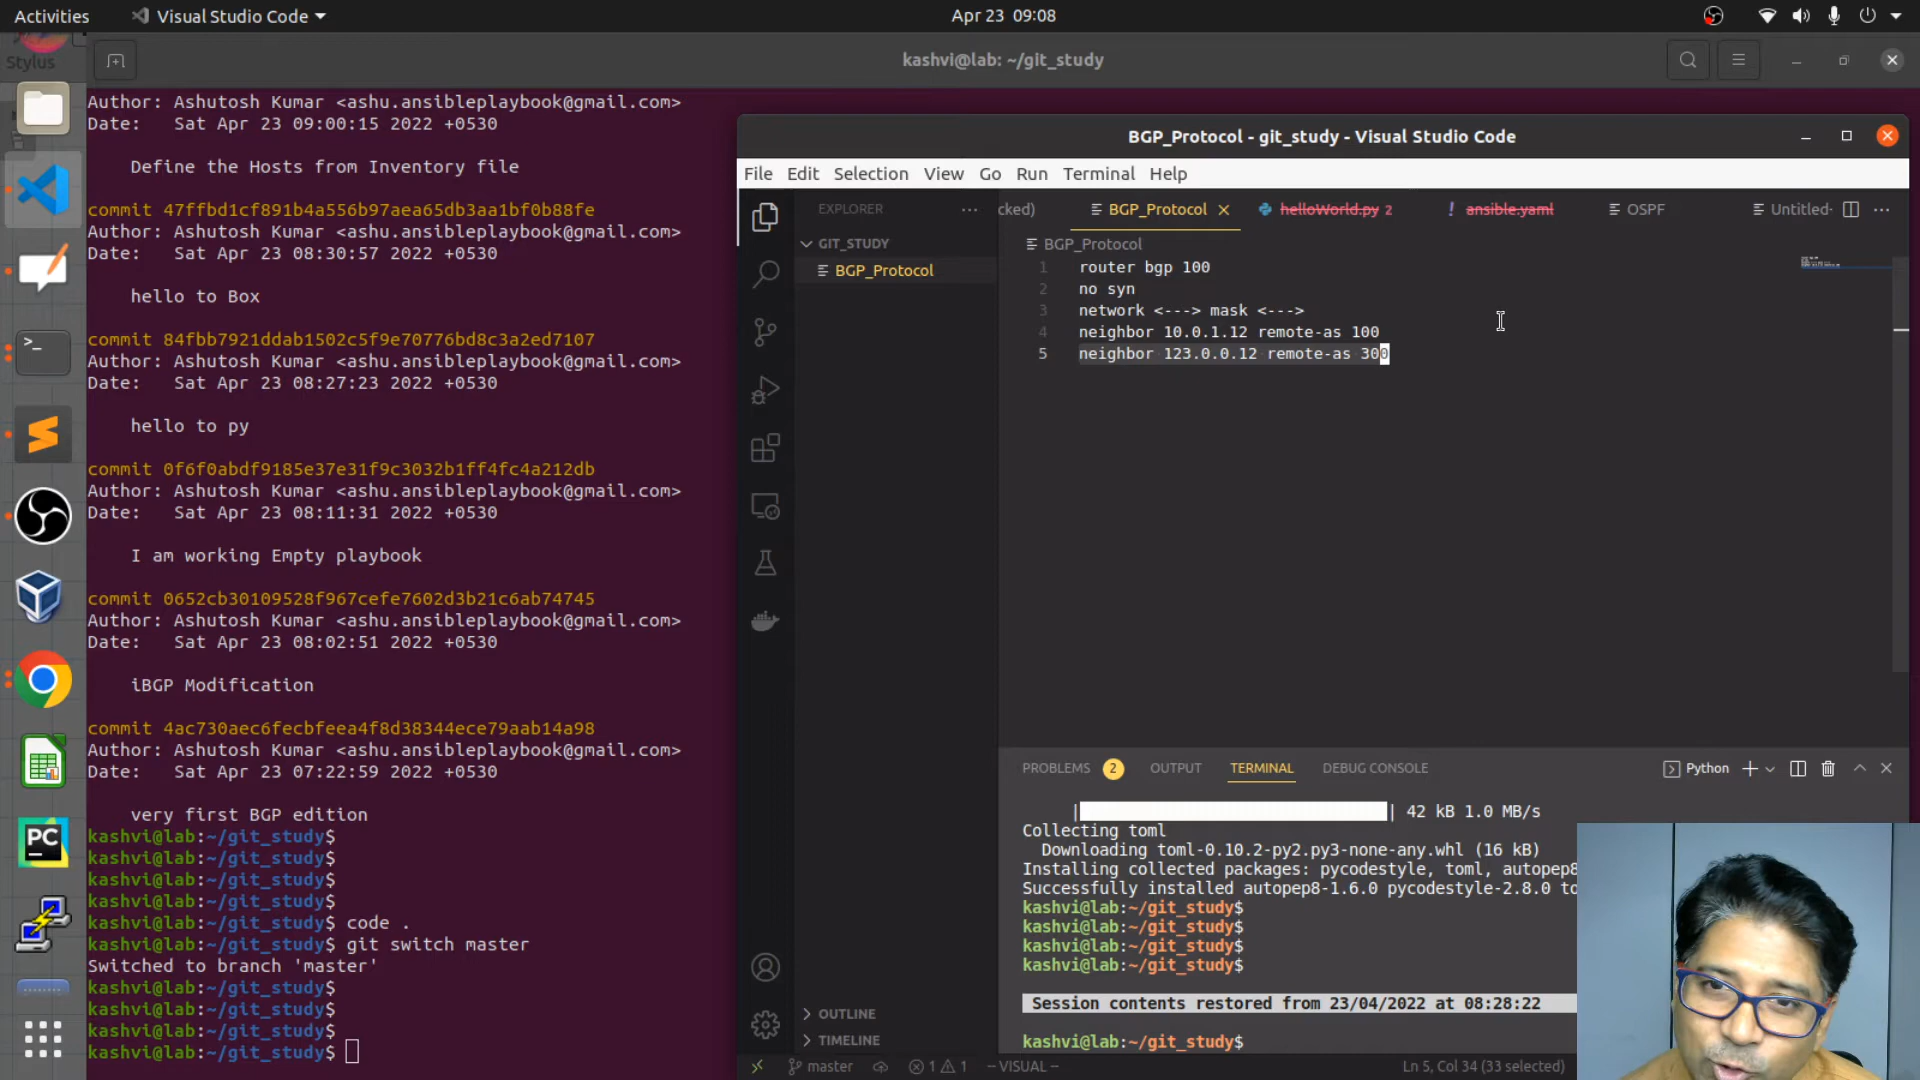 Activities
Visual Studio Code
Apr 23 09:08
Stylus
kashvi@lab: ~/git_study
Author: Ashutosh Kumar <ashu.ansibleplaybook@gmail.com>
Date:   Sat Apr 23 09:00:15 2022 +0530
Define the Hosts from Inventory file
commit 47ffbd1cf891b4a556b97aea65db3aa1bf0b88fe
Author: Ashutosh Kumar <ashu.ansibleplaybook@gmail.com>
Date:   Sat Apr 23 08:30:57 2022 +0530
hello to Box
commit 84fbb7921ddab1502c5f9e70776bd8c3a2ed7107
Author: Ashutosh Kumar <ashu.ansibleplaybook@gmail.com>
Date:   Sat Apr 23 08:27:23 2022 +0530
hello to py
commit 0f6f0abdf9185e37e31f9c3032b1ff4fc4a212db
Author: Ashutosh Kumar <ashu.ansibleplaybook@gmail.com>
Date:   Sat Apr 23 08:11:31 2022 +0530
I am working Empty playbook
commit 0652cb30109528f967cefe7602d3b21c6ab74745
Author: Ashutosh Kumar <ashu.ansibleplaybook@gmail.com>
Date:   Sat Apr 23 08:02:51 2022 +0530
iBGP Modification
commit 4ac730aec6fecbfeea4f8d38344ece79aab14a98
Author: Ashutosh Kumar <ashu.ansibleplaybook@gmail.com>
Date:   Sat Apr 23 07:22:59 2022 +0530
very first BGP edition
kashvi@lab:~/git_study$
kashvi@lab:~/git_study$
kashvi@lab:~/git_study$
kashvi@lab:~/git_study$
kashvi@lab:~/git_study$ code .
kashvi@lab:~/git_study$ git switch master
Switched to branch 'master'
kashvi@lab:~/git_study$
kashvi@lab:~/git_study$
kashvi@lab:~/git_study$
kashvi@lab:~/git_study$
BGP_Protocol - git_study - Visual Studio Code
File Edit Selection View Go Run Terminal Help
EXPLORER
GIT_STUDY
BGP_Protocol
OUTLINE
TIMELINE
cked) BGP_Protocol helloWorld.py 2 ! ansible.yaml OSPF Untitled-
BGP_Protocol
1 router bgp 100
2 no syn
3 network <---> mask <--->
4 neighbor 10.0.1.12 remote-as 100
5 neighbor 123.0.0.12 remote-as 300
PROBLEMS 2 OUTPUT TERMINAL DEBUG CONSOLE Python
| | 42 kB 1.0 MB/s
Collecting toml
Downloading toml-0.10.2-py2.py3-none-any.whl (16 kB)
Installing collected packages: pycodestyle, toml, autopep8
Successfully installed autopep8-1.6.0 pycodestyle-2.8.0 to
kashvi@lab:~/git_study$
kashvi@lab:~/git_study$
kashvi@lab:~/git_study$
kashvi@lab:~/git_study$
Session contents restored from 23/04/2022 at 08:28:22
kashvi@lab:~/git_study$
master 1 1 -- VISUAL -- Ln 5, Col 34 (33 selected)
PC